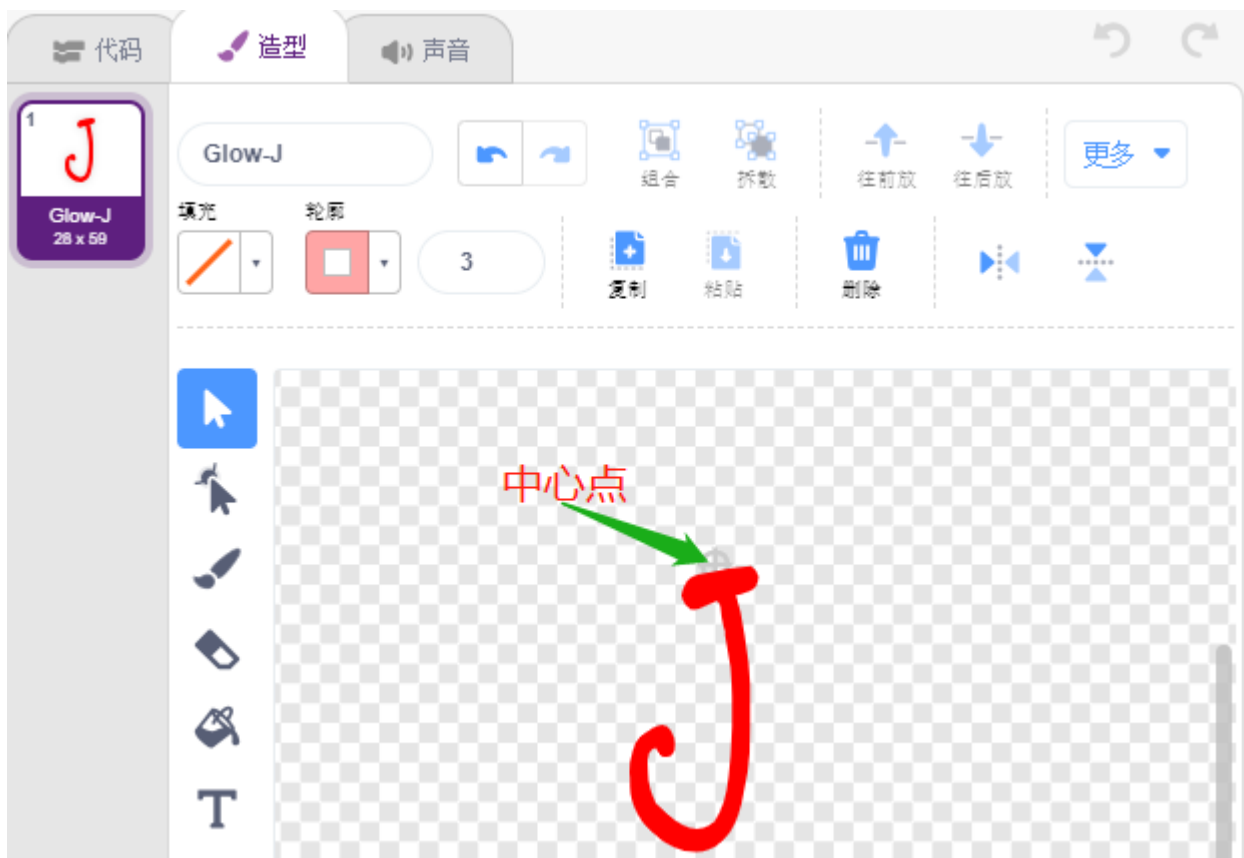 代码
造型
声音
1
J
Glow-J
28 x 59
Glow-J
组合
拆散
往前放
往后放
更多
填充
轮廓
3
复制
粘贴
删除
中心点
J
T